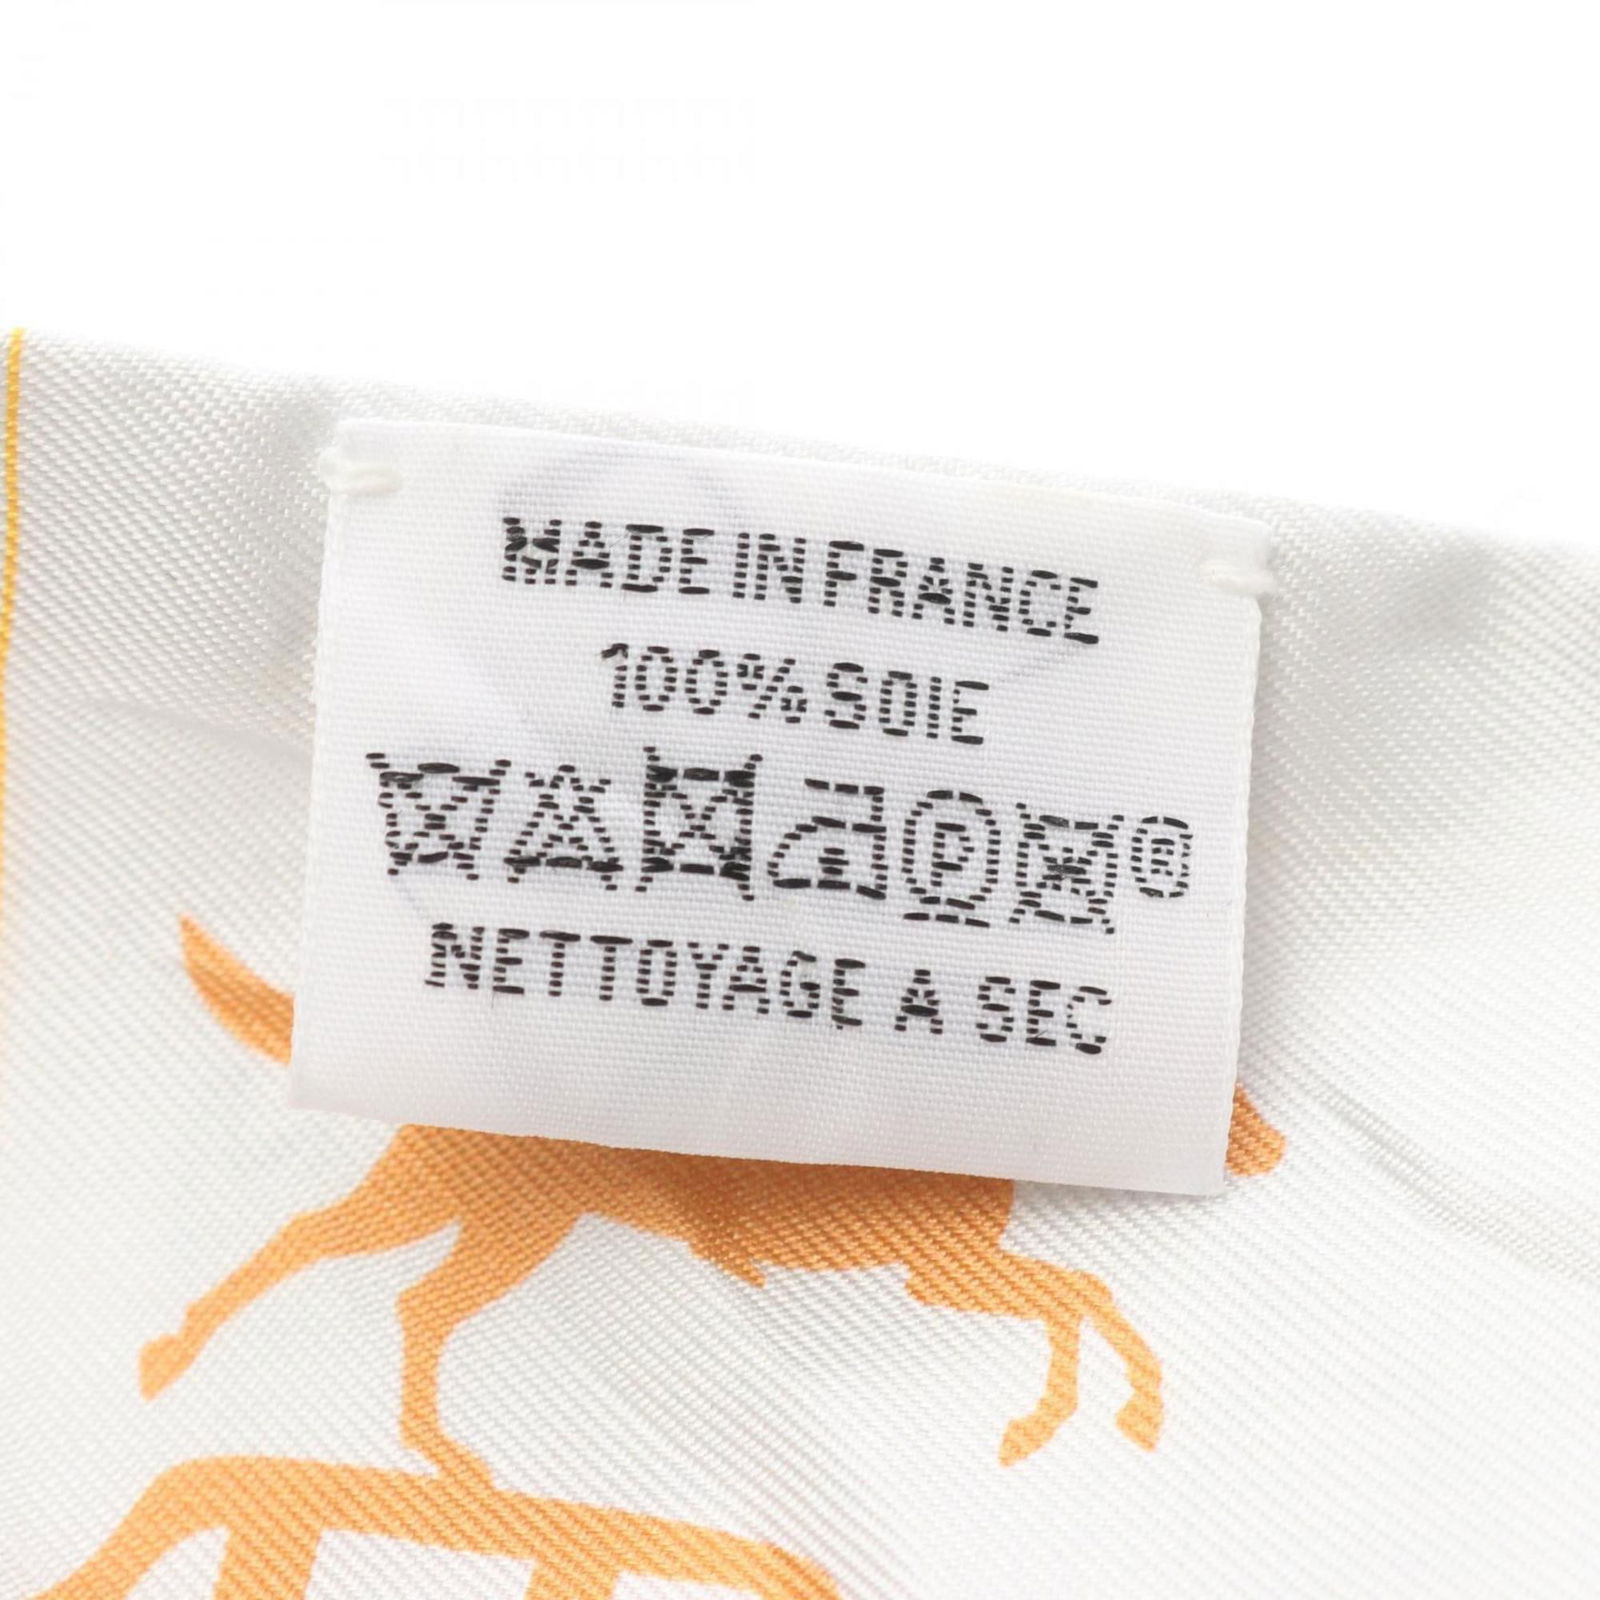 MADE IN FRANCE
100% SOIE
P ®
NETTOYAGE A SEC